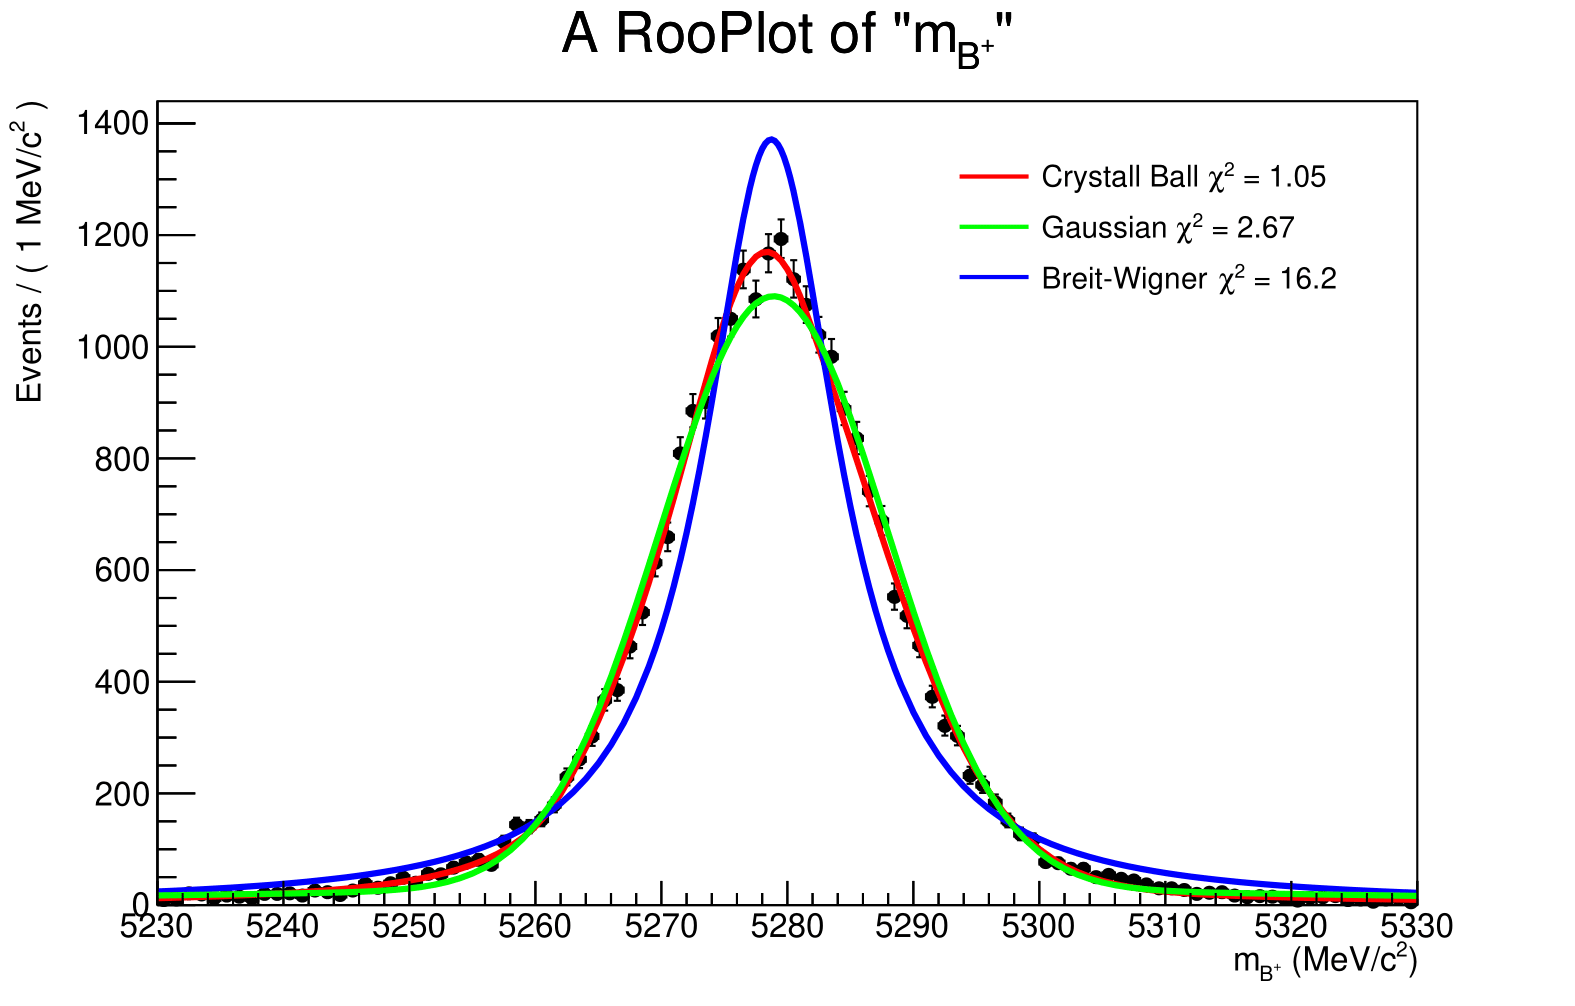 A RooPlot of "m_B⁺"
Events / ( 1 MeV/c² )
1400
1200
1000
800
600
400
200
0
Crystall Ball χ² = 1.05
Gaussian χ² = 2.67
Breit-Wigner χ² = 16.2
5230 5240 5250 5260 5270 5280 5290 5300 5310 5320 5330
m_B⁺ (MeV/c²)